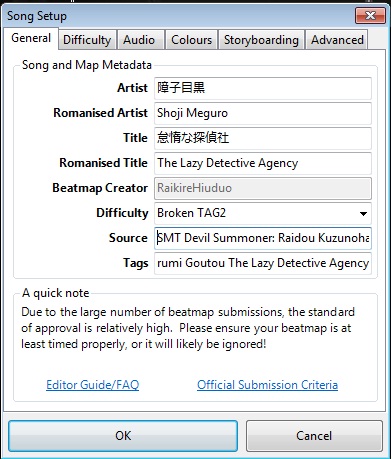 Song Setup
General Difficulty Audio Colours Storyboarding Advanced
Song and Map Metadata
Artist 障子目黒
Romanised Artist Shoji Meguro
Title 怠惰な探偵社
Romanised Title The Lazy Detective Agency
Beatmap Creator RaikireHiuduo
Difficulty Broken TAG2
Source SMT Devil Summoner: Raidou Kuzunoha
Tags rumi Goutou The Lazy Detective Agency
A quick note
Due to the large number of beatmap submissions, the standard
of approval is relatively high. Please ensure your beatmap is at
least timed properly, or it will likely be ignored!
Editor Guide/FAQ Official Submission Criteria
OK Cancel